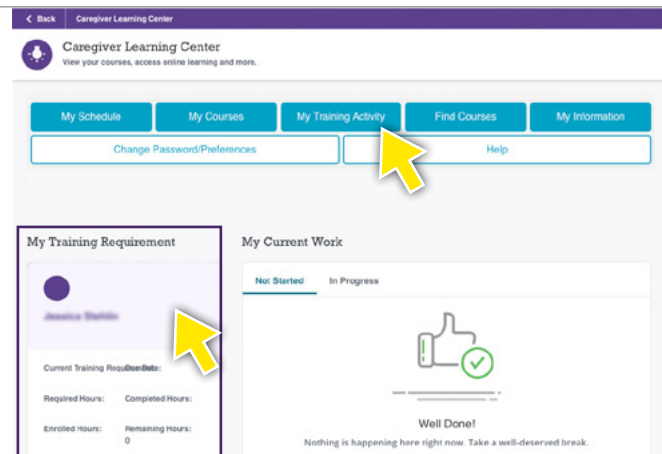 Back Caregiver Learning Center
Caregiver Learning Center
View your courses, access online learning and more.
My Schedule My Courses My Training Activity Find Courses My Information
Change Password/Preferences Help
My Training Requirement My Current Work
Not Started In Progress
Current Training Date:
Required Hours: Completed Hours:
Enrolled Hours: Remaining Hours:
0
Well Done!
Nothing is happening here right now. Take a well-deserved break.